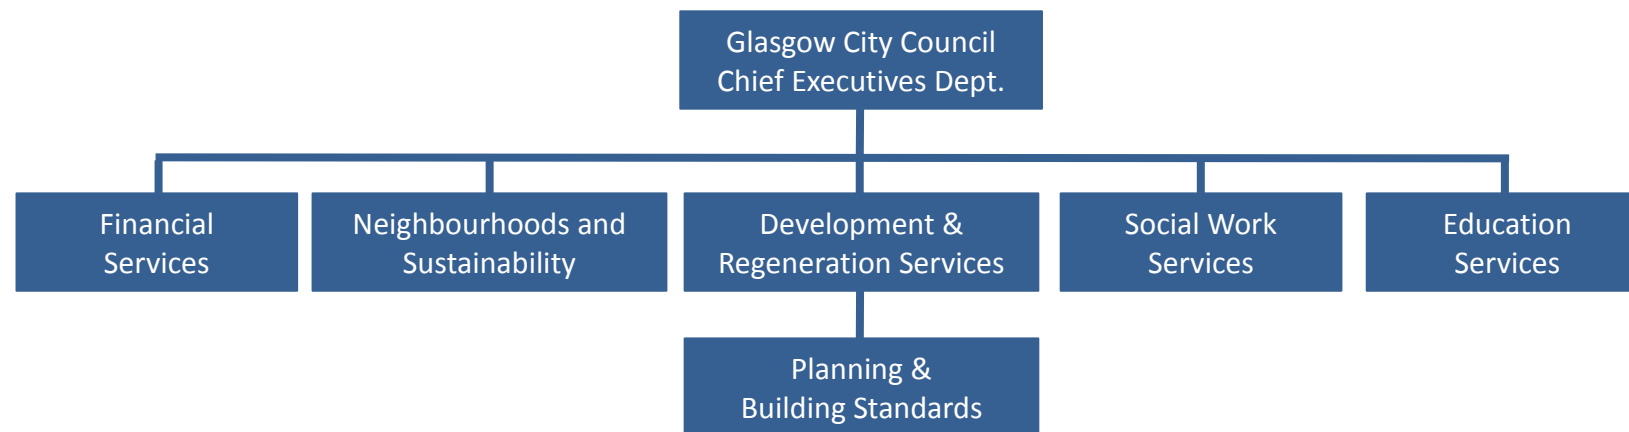 Glasgow City Council
Chief Executives Dept.
Financial
Services
Neighbourhoods and
Sustainability
Development &
Regeneration Services
Social Work
Services
Education
Services
Planning &
Building Standards